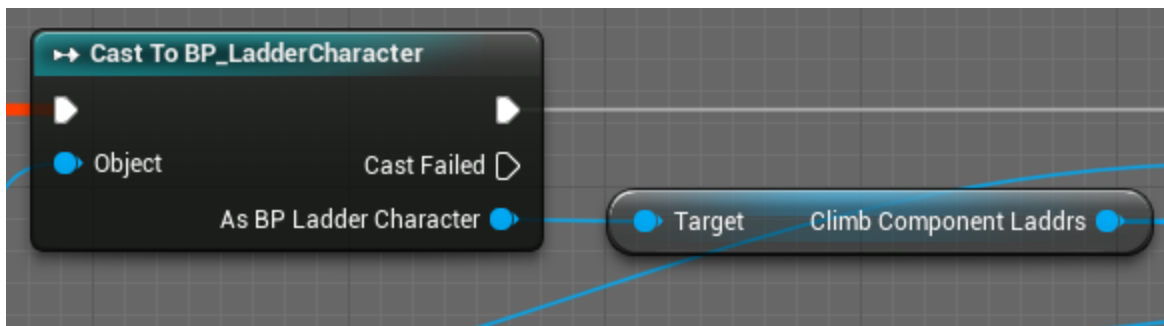 Cast To BP_LadderCharacter
Object
Cast Failed
As BP Ladder Character
Target
Climb Component Laddrs